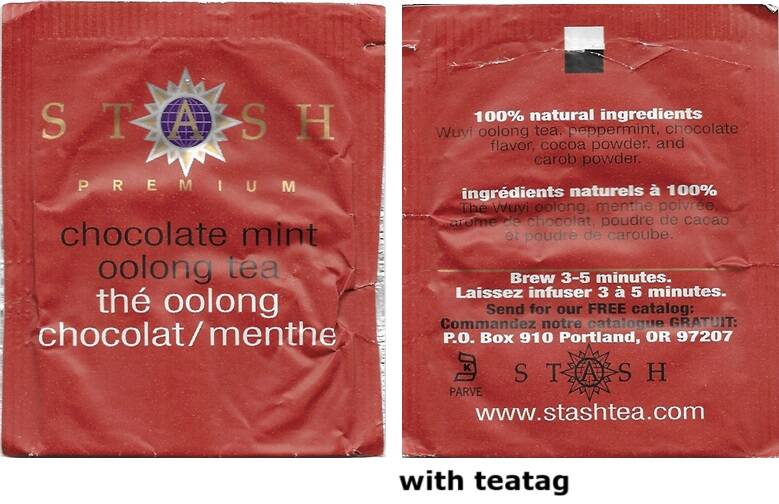 STASH
PREMIUM
chocolate mint
oolong tea
thé oolong
chocolat/menthe
100% natural ingredients
Wuyi oolong tea, peppermint, chocolate
flavor, cocoa powder, and
carob powder.
ingrédients naturels à 100%
Thé Wuyi oolong, menthe poivrée,
arôme de chocolat, poudre de cacao
et poudre de caroube.
Brew 3-5 minutes.
Laissez infuser 3 à 5 minutes.
Send for our FREE catalog:
Commandez notre catalogue GRATUIT:
P.O. Box 910 Portland, OR 97207
K
PARVE
STASH
www.stashtea.com
with teatag